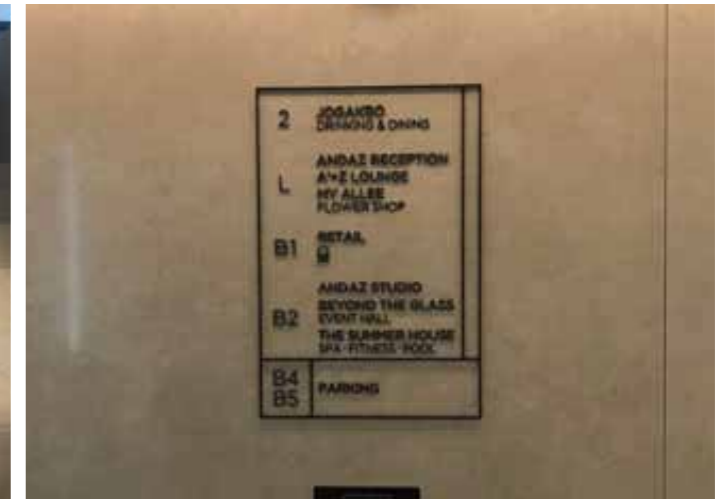 2
JOGAKBO
DRINKING & DINING
L
ANDAZ RECEPTION
A'+Z LOUNGE
MY ALLEE
FLOWER SHOP
B1
RETAIL
B2
ANDAZ STUDIO
BEYOND THE GLASS
EVENT HALL
THE SUMMER HOUSE
SPA · FITNESS · POOL
B4
B5
PARKING